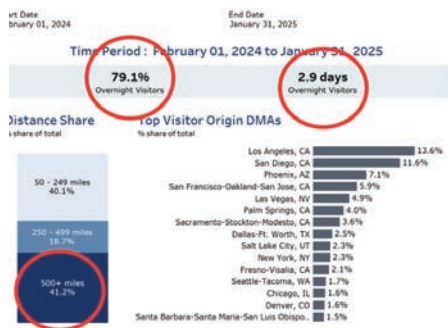 art Date
bruary 01, 2024
End Date
January 31, 2025
Time Period : February 01, 2024 to January 31, 2025
79.1%
Overnight Visitors
2.9 days
Overnight Visitors
Distance Share
% share of total
50 - 249 miles
40.1%
250 - 499 miles
18.7%
500+ miles
41.2%
Top Visitor Origin DMAs
% share of total
Los Angeles, CA 13.6%
San Diego, CA 11.6%
Phoenix, AZ 7.1%
San Francisco-Oakland-San Jose, CA 5.9%
Las Vegas, NV 4.9%
Palm Springs, CA 4.0%
Sacramento-Stockton-Modesto, CA 3.6%
Dallas-Ft. Worth, TX 2.5%
Salt Lake City, UT 2.3%
New York, NY 2.3%
Fresno-Visalia, CA 2.1%
Seattle-Tacoma, WA 1.7%
Chicago, IL 1.6%
Denver, CO 1.6%
Santa Barbara-Santa Maria-San Luis Obispo.. 1.5%